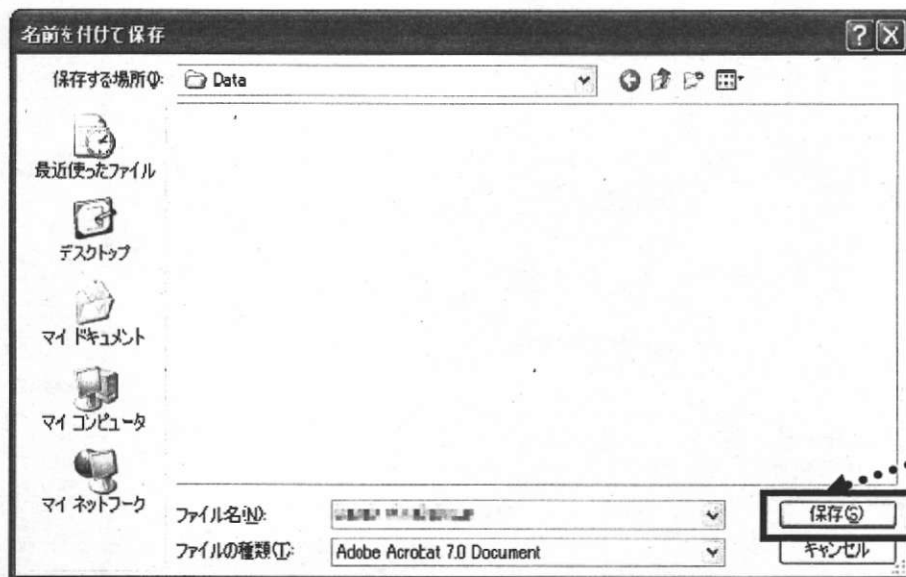 名前を付けて保存
保存する場所(I):
Data
最近使ったファイル
デスクトップ
マイ ドキュメント
マイ コンピュータ
マイ ネットワーク
ファイル名(N):
ファイルの種類(T):
Adobe Acrobat 7.0 Document
保存(S)
キャンセル